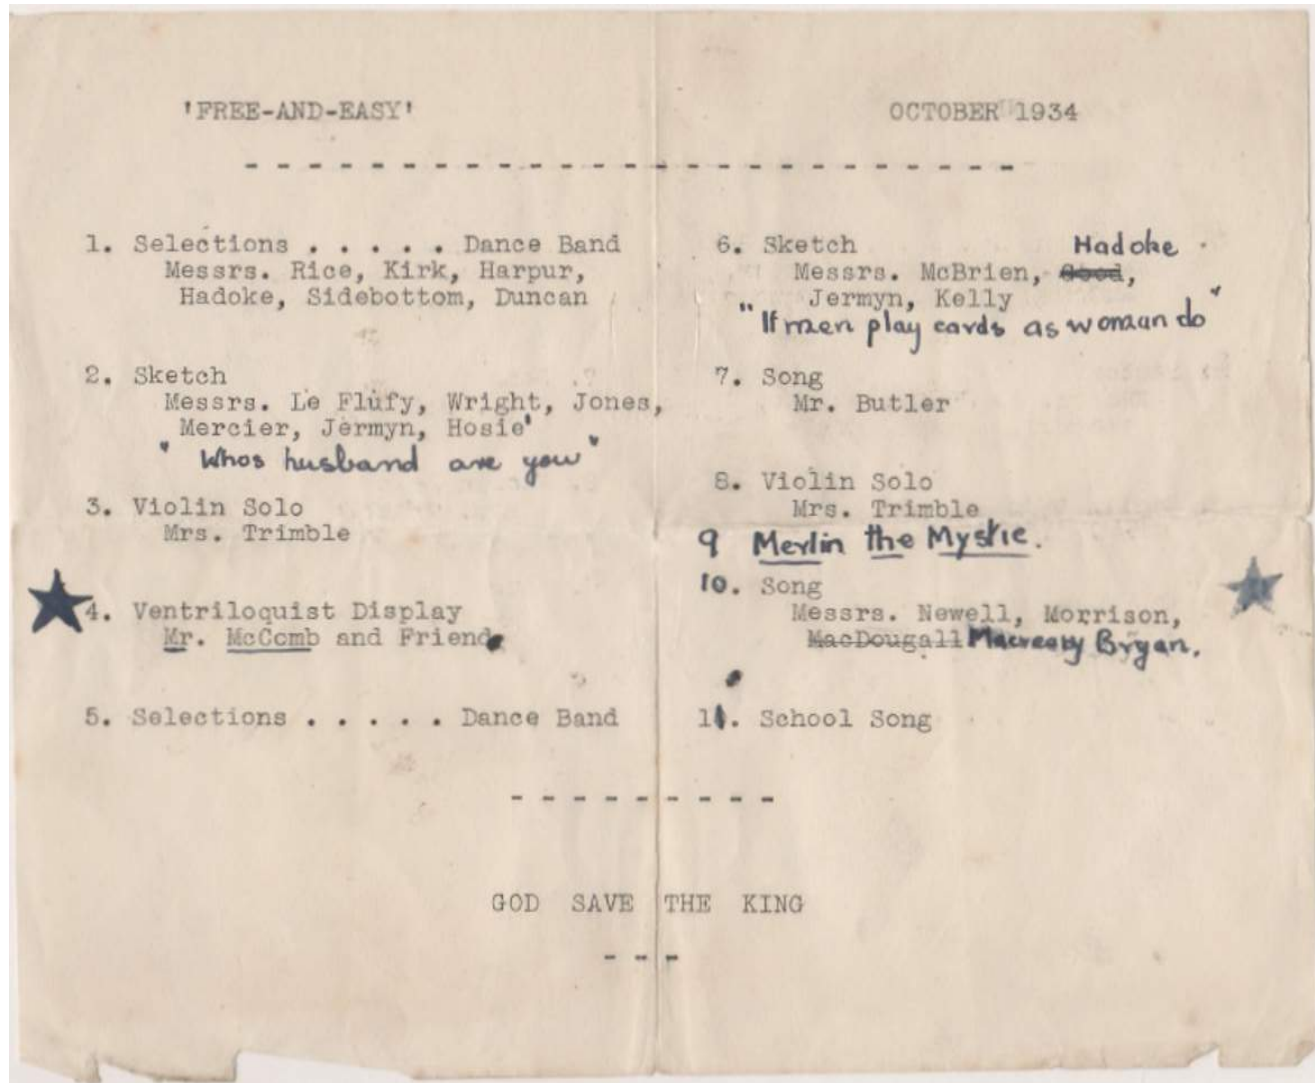 'FREE-AND-EASY'
OCTOBER 1934
1. Selections . . . . . Dance Band
Messrs. Rice, Kirk, Harpur,
Hadoke, Sidebottom, Duncan
2. Sketch
Messrs. Le Flufy, Wright, Jones,
Mercier, Jermyn, Hosie
"Whos husband are you"
3. Violin Solo
Mrs. Trimble
4. Ventriloquist Display
Mr. McComb and Friend
5. Selections . . . . . Dance Band
6. Sketch Hadoke
Messrs. McBrien, Good,
Jermyn, Kelly
"If men play cards as woman do"
7. Song
Mr. Butler
8. Violin Solo
Mrs. Trimble
9 Merlin the Mystic.
10. Song
Messrs. Newell, Morrison,
MacDougall Bryan.
11. School Song
GOD SAVE THE KING